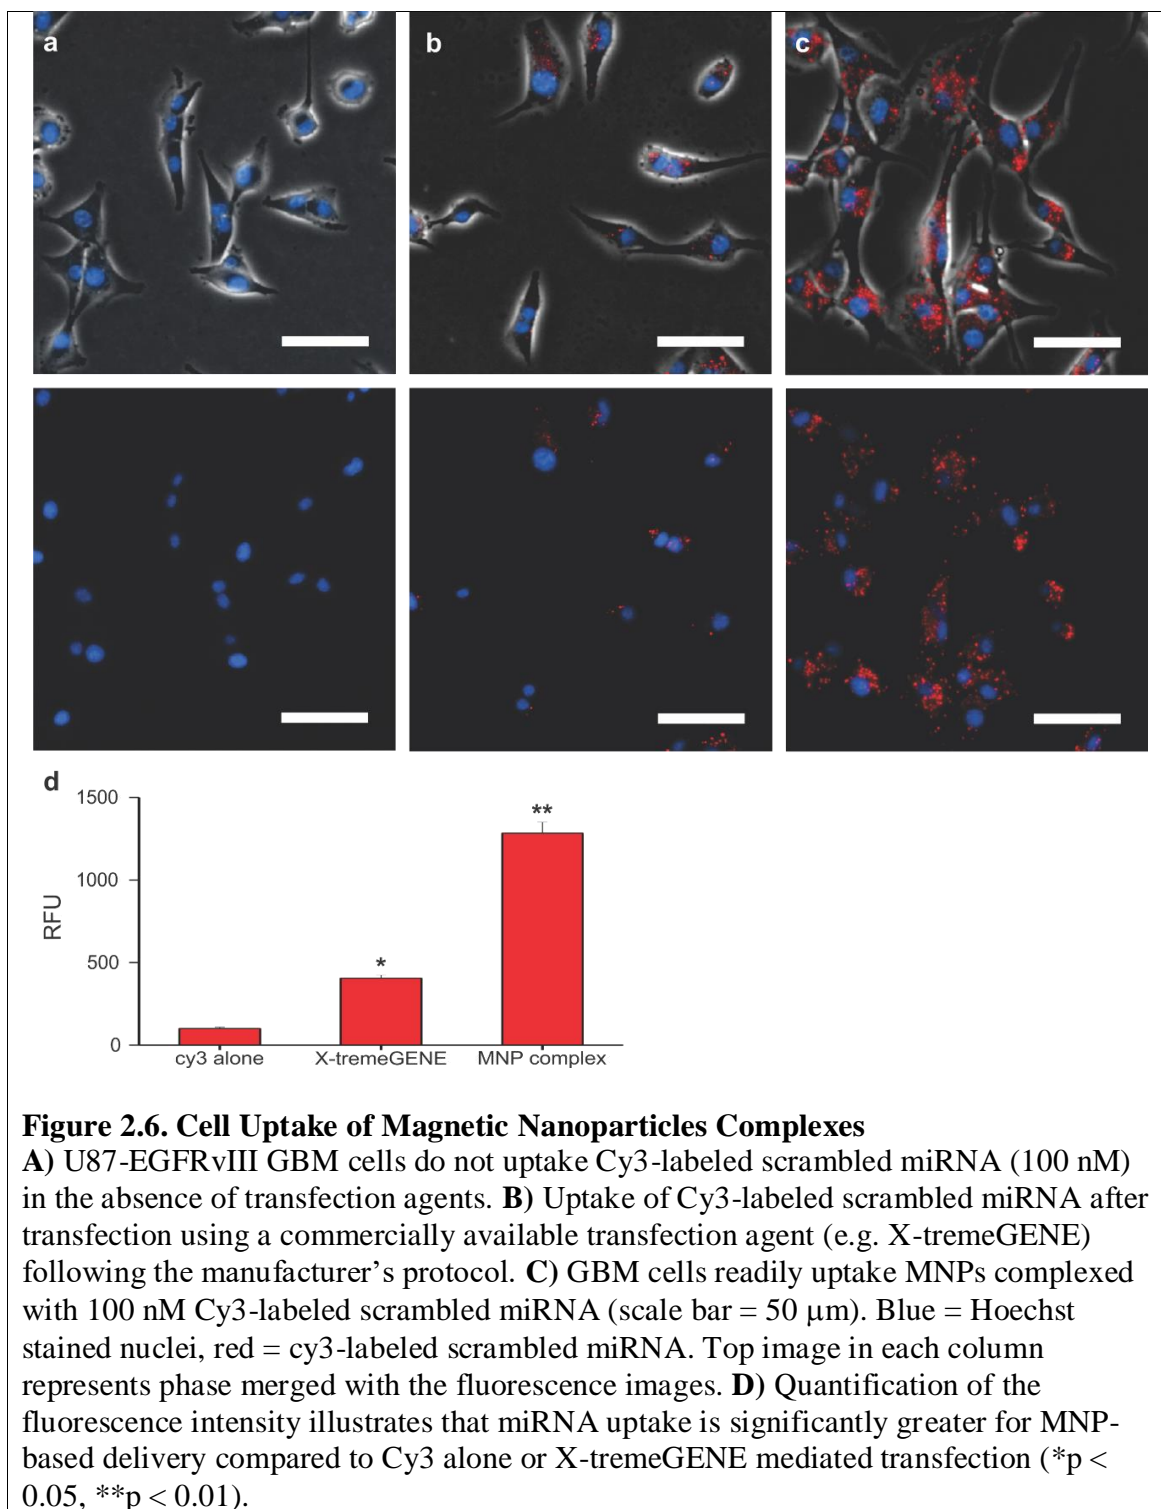 a
b
c
d
1500
1000
500
0
RFU
*
**
cy3 alone
X-tremeGENE
MNP complex
Figure 2.6. Cell Uptake of Magnetic Nanoparticles Complexes
A) U87-EGFRvIII GBM cells do not uptake Cy3-labeled scrambled miRNA (100 nM)
in the absence of transfection agents. B) Uptake of Cy3-labeled scrambled miRNA after
transfection using a commercially available transfection agent (e.g. X-tremeGENE)
following the manufacturer’s protocol. C) GBM cells readily uptake MNPs complexed
with 100 nM Cy3-labeled scrambled miRNA (scale bar = 50 µm). Blue = Hoechst
stained nuclei, red = cy3-labeled scrambled miRNA. Top image in each column
represents phase merged with the fluorescence images. D) Quantification of the
fluorescence intensity illustrates that miRNA uptake is significantly greater for MNP-
based delivery compared to Cy3 alone or X-tremeGENE mediated transfection (*p <
0.05, **p < 0.01).